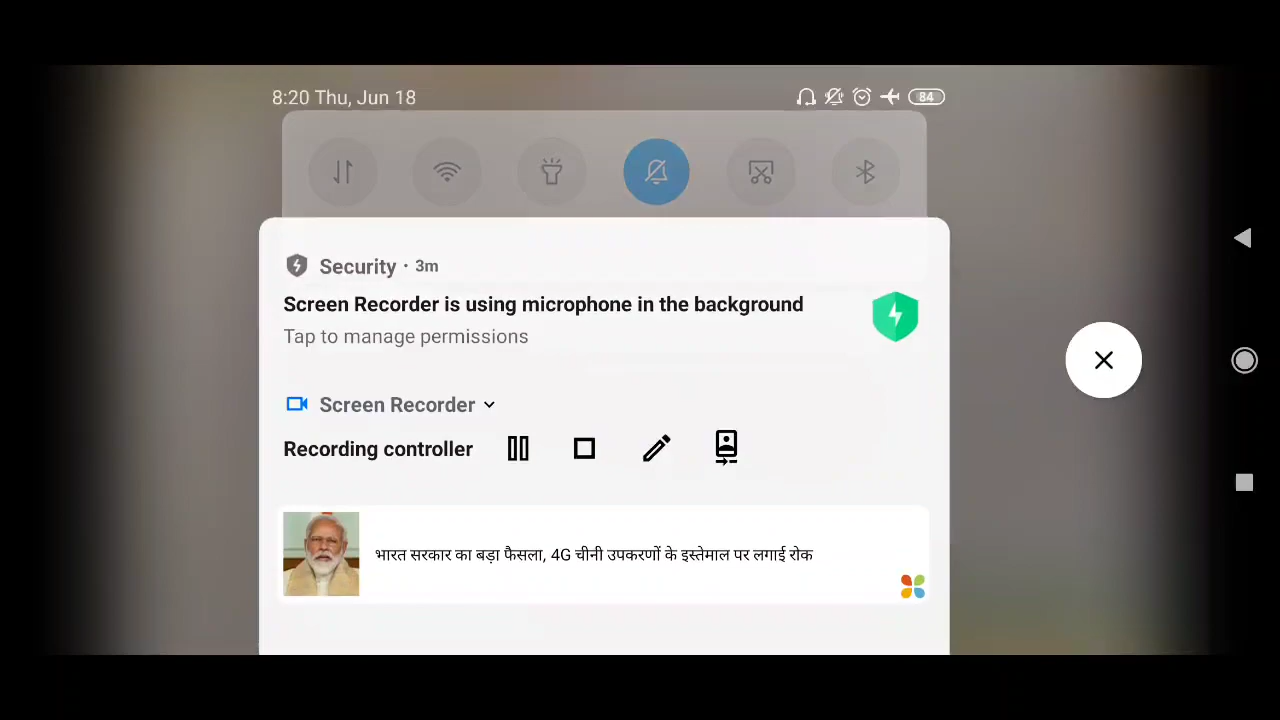 8:20 Thu, Jun 18
84
Security · 3m
Screen Recorder is using microphone in the background
Tap to manage permissions
Screen Recorder
Recording controller
भारत सरकार का बड़ा फैसला, 4G चीनी उपकरणों के इस्तेमाल पर लगाई रोक